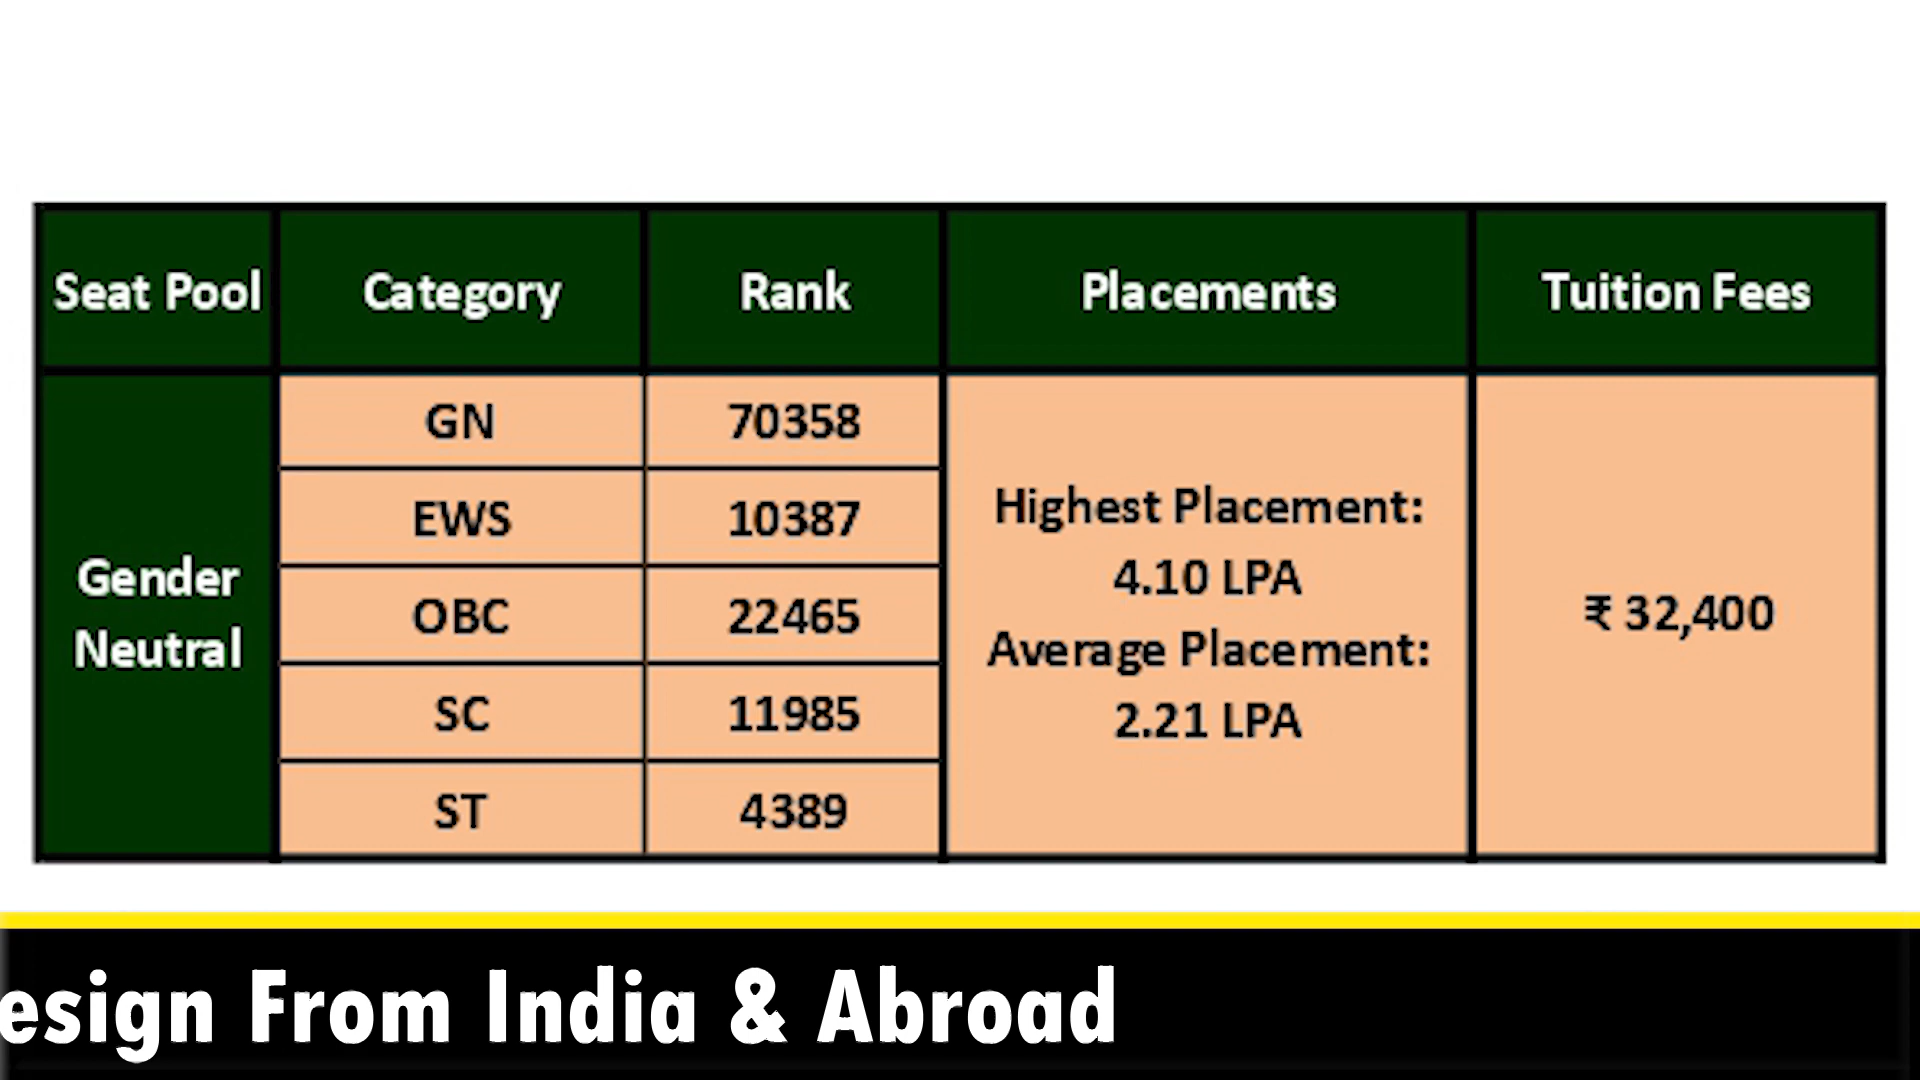 Seat Pool Category Rank Placements Tuition Fees
GN 70358
EWS 10387
OBC 22465
SC 11985
ST 4389
Gender
Neutral
Highest Placement:
4.10 LPA
Average Placement:
2.21 LPA
₹ 32,400
esign From India & Abroad